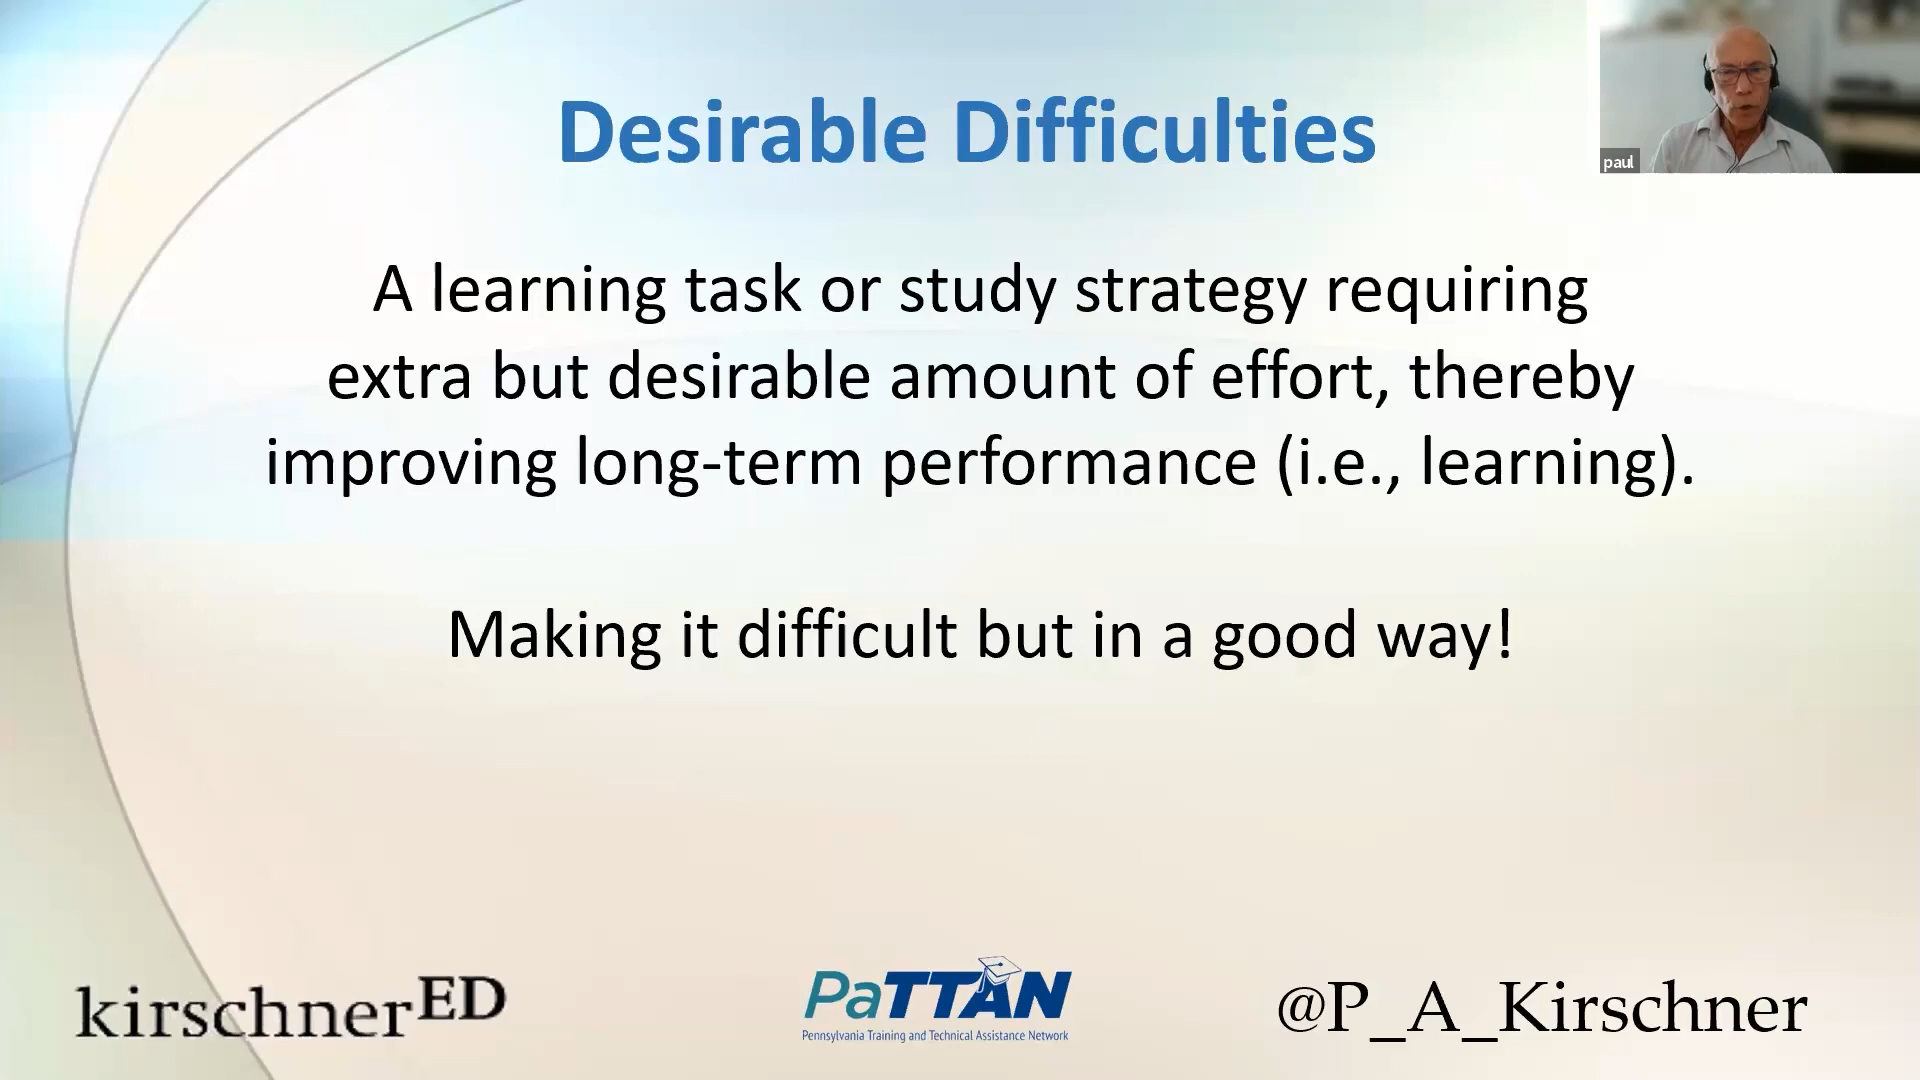 Desirable Difficulties
paul
A learning task or study strategy requiring
extra but desirable amount of effort, thereby
improving long-term performance (i.e., learning).
Making it difficult but in a good way!
kirschnerED
PaTTAN
Pennsylvania Training and Technical Assistance Network
@P_A_Kirschner